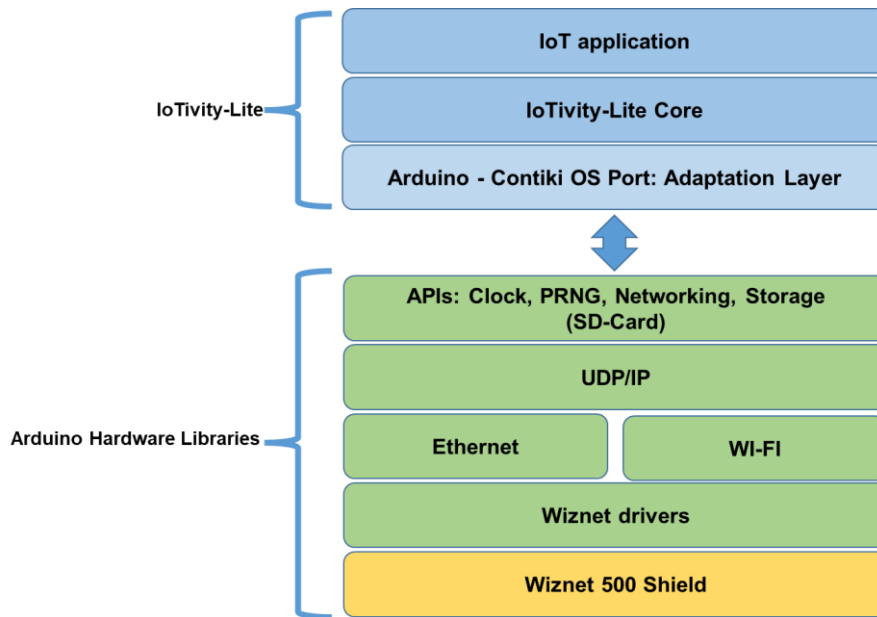 IoT application
IoTivity-Lite
IoTivity-Lite Core
Arduino - Contiki OS Port: Adaptation Layer
APIs: Clock, PRNG, Networking, Storage
(SD-Card)
UDP/IP
Arduino Hardware Libraries
Ethernet
WI-FI
Wiznet drivers
Wiznet 500 Shield